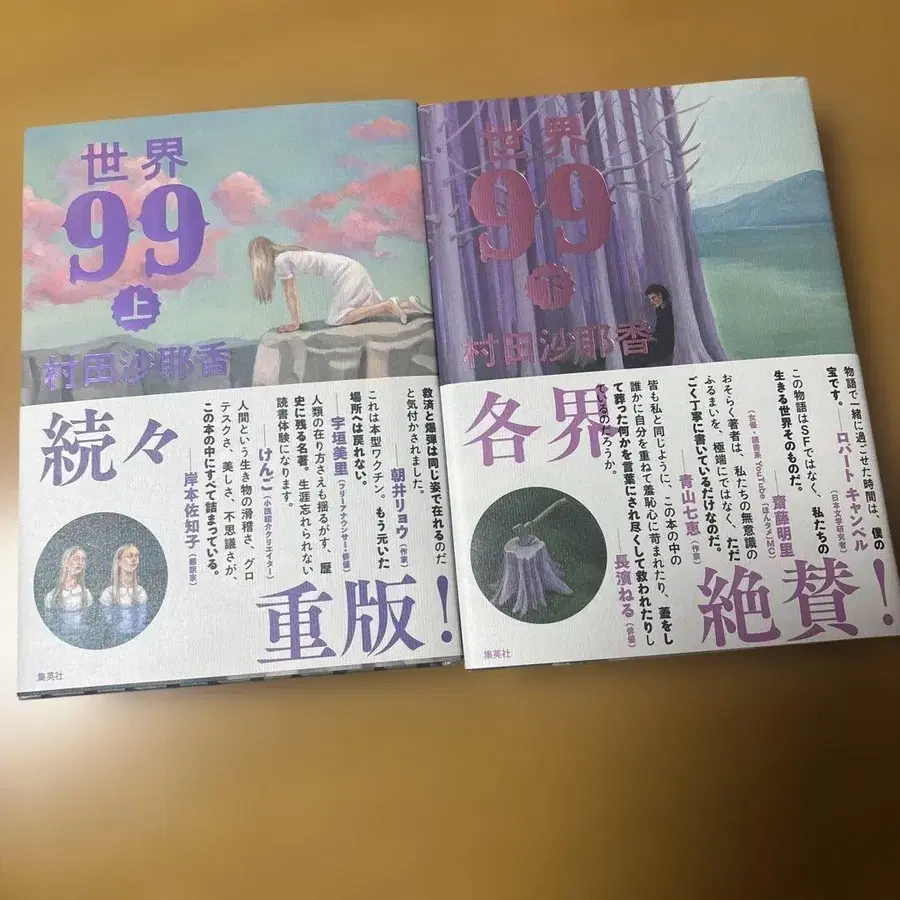 世界
99
上
村田沙耶香
続々
重版!
救済と爆弾は同じ姿で在れるのだ
と気付かされました。
──朝井リョウ(作家)
これは本型ワクチン。もう元いた
場所へは戻れない。
──宇垣美里(フリーアナウンサー・俳優)
人類の在り方さえも揺るがす、歴
史に残る名著。生涯忘れられない
読書体験になります。
──けんご(小説紹介クリエイター)
人間という生き物の滑稽さ、グロ
テスクさ、美しさ、不思議さが、
この本の中にすべて詰まっている。
──岸本佐知子(翻訳家)
集英社
世界
99
下
村田沙耶香
各界
絶賛!
物語で一緒に過ごせた時間は、僕の
宝です。──ロバート キャンベル
(日本文学研究者)
この物語はSFではなく、私たちの
生きる世界そのものだ。
──齋藤明里
(女優・読書系YouTube「ほんタメ」MC)
おそらく著者は、私たちの無意識の
ふるまいを、極端にではなく、ただ
ごく丁寧に書いているだけなのだ。
──青山七恵(作家)
皆も私と同じように、この本の中の
誰かに自分を重ねて羞恥心に苛まれたり、蓋をし
て葬った何かを言葉にされ尽くして救われたりし
ているのだろうか。
──長濱ねる(俳優)
集英社